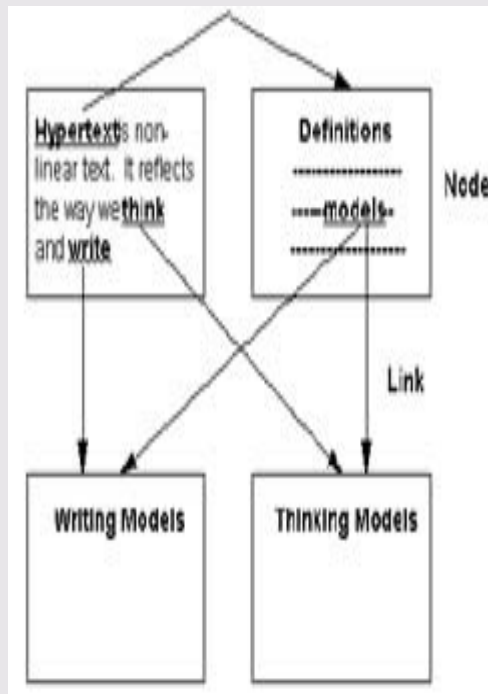 Hypertext is non-
linear text. It reflects
the way we think
and write
Definitions
models
Node
Link
Writing Models
Thinking Models